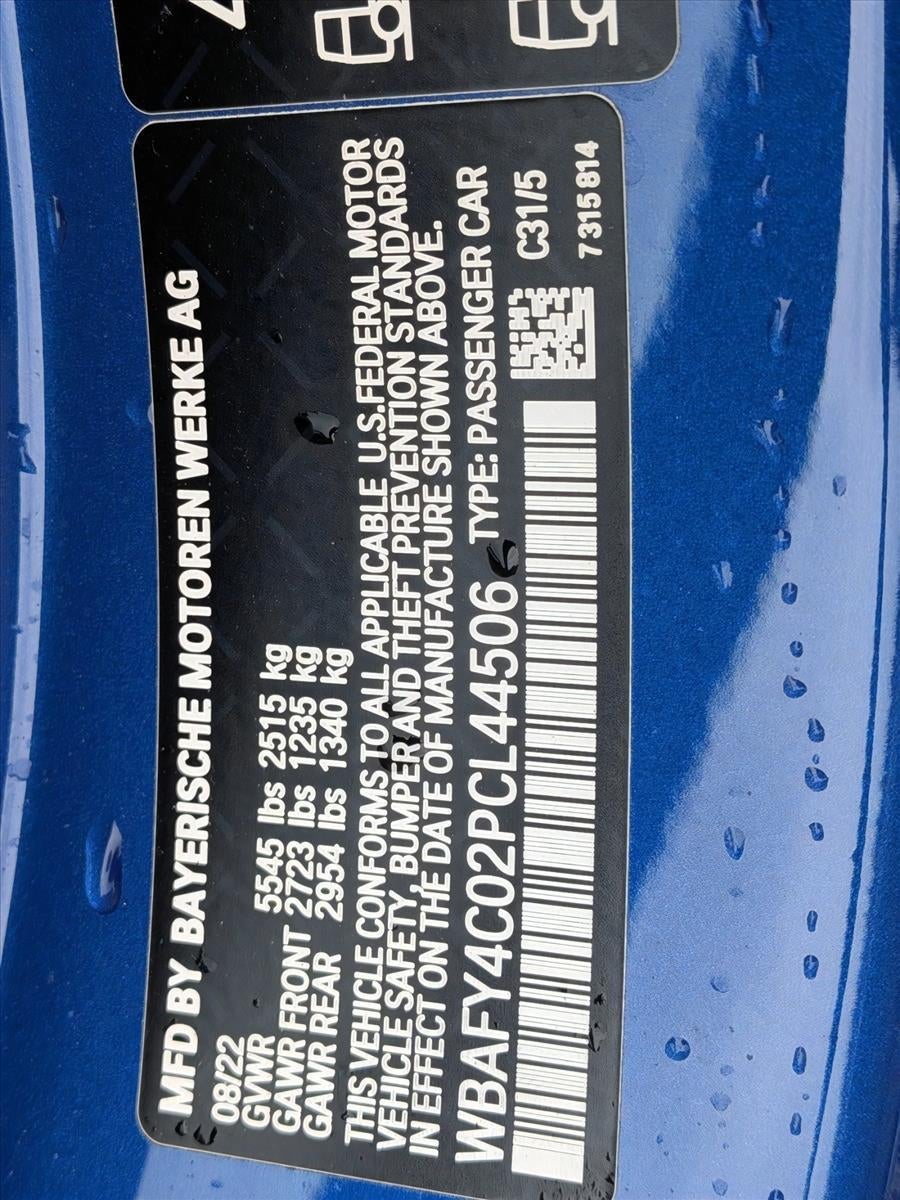 MFD BY BAYERISCHE MOTOREN WERKE AG
08/22
GVWR 5545 lbs 2515 kg
GAWR FRONT 2723 lbs 1235 kg
GAWR REAR 2954 lbs 1340 kg
THIS VEHICLE CONFORMS TO ALL APPLICABLE U.S.FEDERAL MOTOR
VEHICLE SAFETY, BUMPER AND THEFT PREVENTION STANDARDS
IN EFFECT ON THE DATE OF MANUFACTURE SHOWN ABOVE.
WBAFY4C02PCL44506 TYPE: PASSENGER CAR
C31/5
7315814